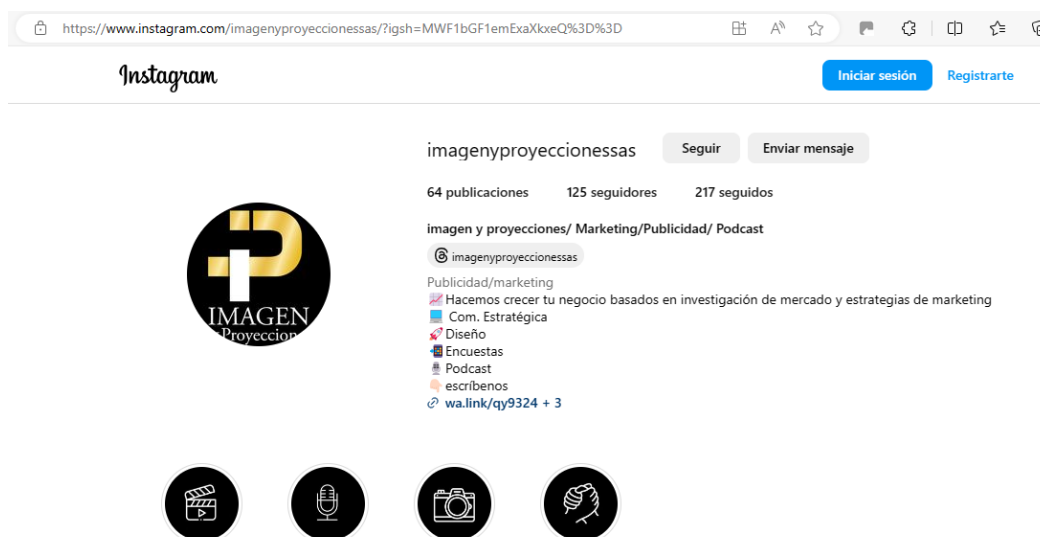 https://www.instagram.com/imagenyproyeccionessas/?igsh=MWF1bGF1emExaXkxeQ%3D%3D
Instagram
Iniciar sesión
Registrarte
imagenyproyeccionessas
Seguir
Enviar mensaje
64 publicaciones
125 seguidores
217 seguidos
imagen y proyecciones/ Marketing/Publicidad/ Podcast
imagenyproyeccionessas
Publicidad/marketing
📈 Hacemos crecer tu negocio basados en investigación de mercado y estrategias de marketing
💻 Com. Estratégica
🚀 Diseño
📲 Encuestas
🎙 Podcast
👇🏻 escríbenos
wa.link/qy9324 + 3
IP
IMAGEN
Proyeccion